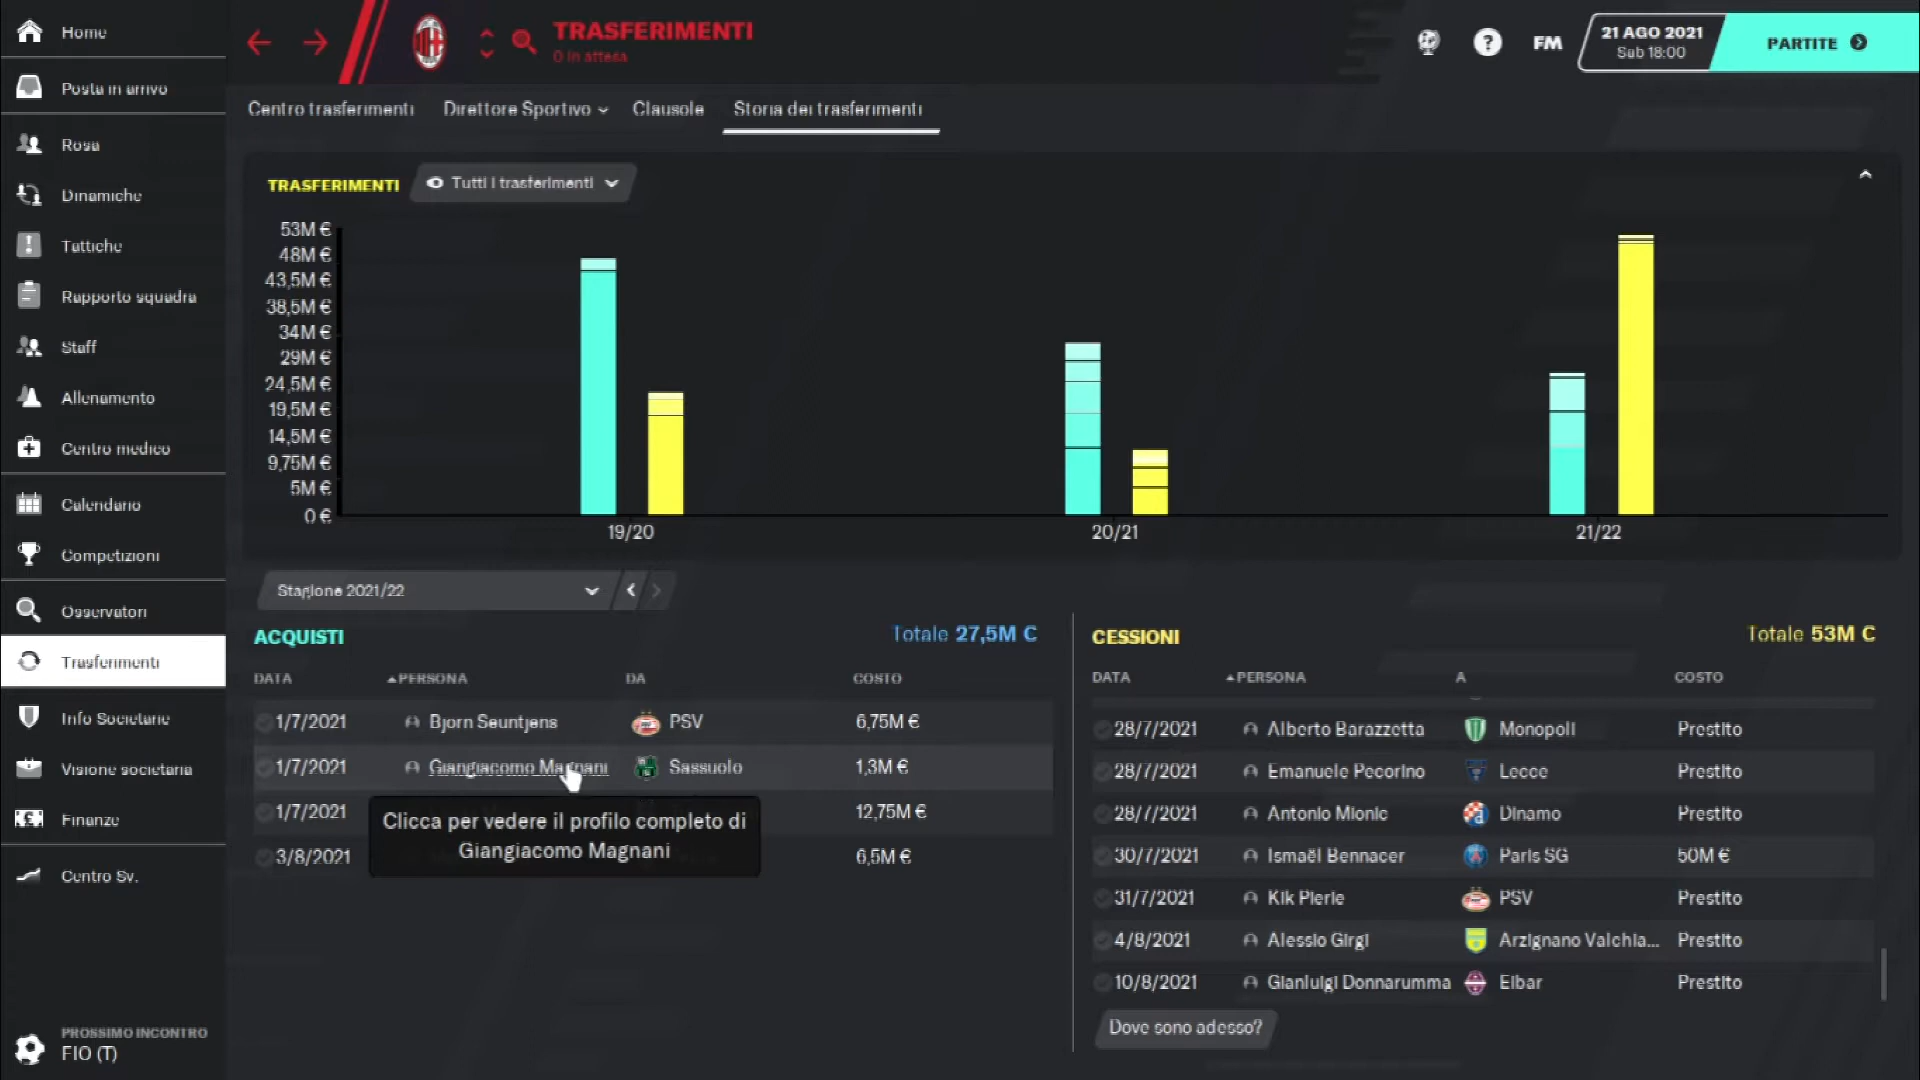 Home
Posta in arrivo
Rosa
Dinamiche
Tattiche
Rapporto squadra
Staff
Allenamento
Centro medico
Calendario
Competizioni
Osservatori
Trasferimenti
Info Societarie
Visione societaria
Finanze
Centro Sv.
PROSSIMO INCONTRO
FIO (T)
TRASFERIMENTI
0 in attesa
?
FM
21 AGO 2021
Sab 18:00
PARTITE
Centro trasferimenti
Direttore Sportivo
Clausole
Storia dei trasferimenti
TRASFERIMENTI
Tutti i trasferimenti
53M €
48M €
43,5M €
38,5M €
34M €
29M €
24,5M €
19,5M €
14,5M €
9,75M €
5M €
0 €
19/20
20/21
21/22
Stagione 2021/22
ACQUISTI
Totale 27,5M €
DATA PERSONA DA COSTO
1/7/2021 Bjorn Seuntjens PSV 6,75M €
1/7/2021 Giangiacomo Magnani Sassuolo 1,3M €
1/7/2021 12,75M €
3/8/2021 6,5M €
Clicca per vedere il profilo completo di
Giangiacomo Magnani
CESSIONI
Totale 53M €
DATA PERSONA A COSTO
28/7/2021 Alberto Barazzetta Monopoli Prestito
28/7/2021 Emanuele Pecorino Lecce Prestito
28/7/2021 Antonio Mionic Dinamo Prestito
30/7/2021 Ismaël Bennacer Paris SG 50M €
31/7/2021 Kik Pierie PSV Prestito
4/8/2021 Alessio Girgi Arzignano Valchia... Prestito
10/8/2021 Gianluigi Donnarumma Eibar Prestito
Dove sono adesso?